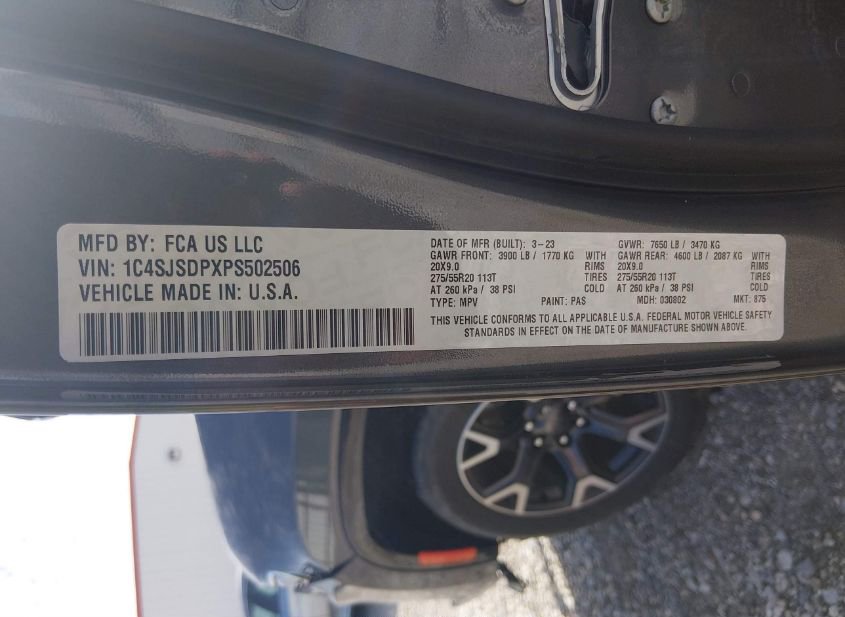 MFD BY: FCA US LLC
VIN: 1C4SJSDPXPS502506
VEHICLE MADE IN: U.S.A.
DATE OF MFR (BUILT): 3-23 GVWR: 7650 LB / 3470 KG
GAWR FRONT: 3900 LB / 1770 KG WITH GAWR REAR: 4600 LB / 2087 KG WITH
20X9.0 RIMS 20X9.0 RIMS
275/55R20 113T TIRES 275/55R20 113T TIRES
AT 260 kPa / 38 PSI COLD AT 260 kPa / 38 PSI COLD
TYPE: MPV PAINT: PAS MDH: 030802 MKT: 875
THIS VEHICLE CONFORMS TO ALL APPLICABLE U.S.A. FEDERAL MOTOR VEHICLE SAFETY
STANDARDS IN EFFECT ON THE DATE OF MANUFACTURE SHOWN ABOVE.